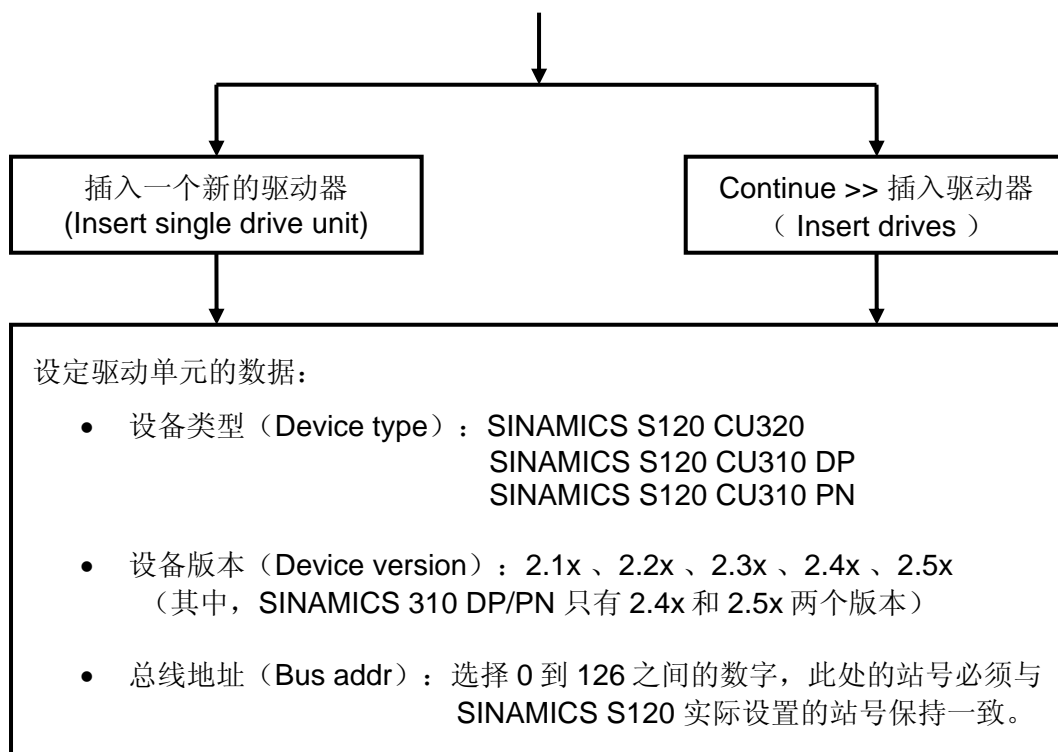 插入一个新的驱动器
(Insert single drive unit)
Continue >> 插入驱动器
（ Insert drives ）
设定驱动单元的数据：
• 设备类型（Device type）：SINAMICS S120 CU320
SINAMICS S120 CU310 DP
SINAMICS S120 CU310 PN
• 设备版本（Device version）：2.1x 、2.2x 、2.3x 、2.4x 、2.5x
（其中，SINAMICS 310 DP/PN 只有 2.4x 和 2.5x 两个版本）
• 总线地址（Bus addr）：选择 0 到 126 之间的数字，此处的站号必须与
SINAMICS S120 实际设置的站号保持一致。